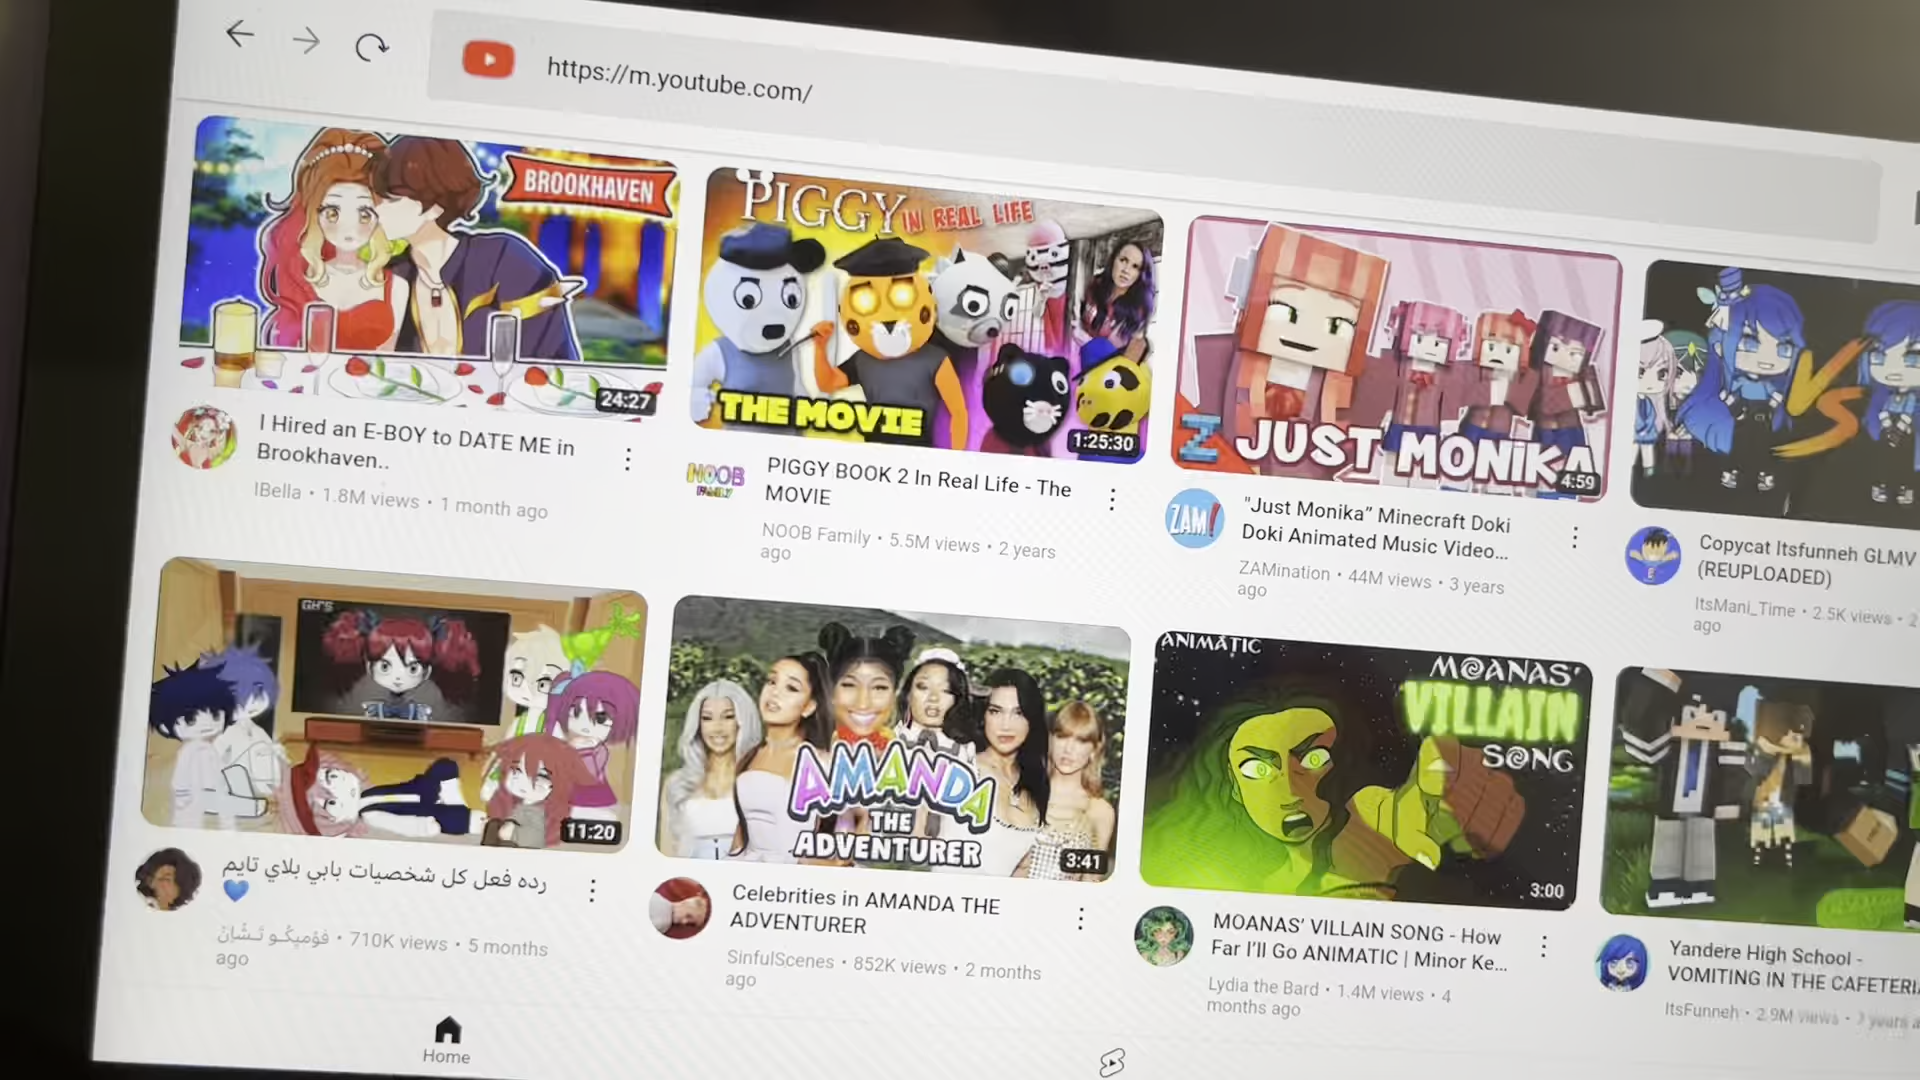 https://m.youtube.com/
BROOKHAVEN
24:27
I Hired an E-BOY to DATE ME in
Brookhaven..
IBella • 1.8M views • 1 month ago
PIGGY IN REAL LIFE
THE MOVIE
1:25:30
NOOB
FAMILY
PIGGY BOOK 2 In Real Life - The
MOVIE
NOOB Family • 5.5M views • 2 years
ago
Z JUST MONIKA
4:59
ZAM!
"Just Monika" Minecraft Doki
Doki Animated Music Video...
ZAMination • 44M views • 3 years
ago
VS
Copycat Itsfunneh GLMV
(REUPLOADED)
ItsMani_Time • 2.5K views • 2
ago
GH'S
11:20
رده فعل كل شخصيات بابي بلاي تايم
💙
710K views • 5 months
ago
AMANDA
THE
ADVENTURER
3:41
Celebrities in AMANDA THE
ADVENTURER
SinfulScenes • 852K views • 2 months
ago
ANIMATIC
MOANAS'
VILLAIN
SONG
3:00
MOANAS' VILLAIN SONG - How
Far I'll Go ANIMATIC | Minor Ke...
Lydia the Bard • 1.4M views • 4
months ago
Yandere High School -
VOMITING IN THE CAFETERI
ItsFunneh • 2.9M views • 7 years a
Home